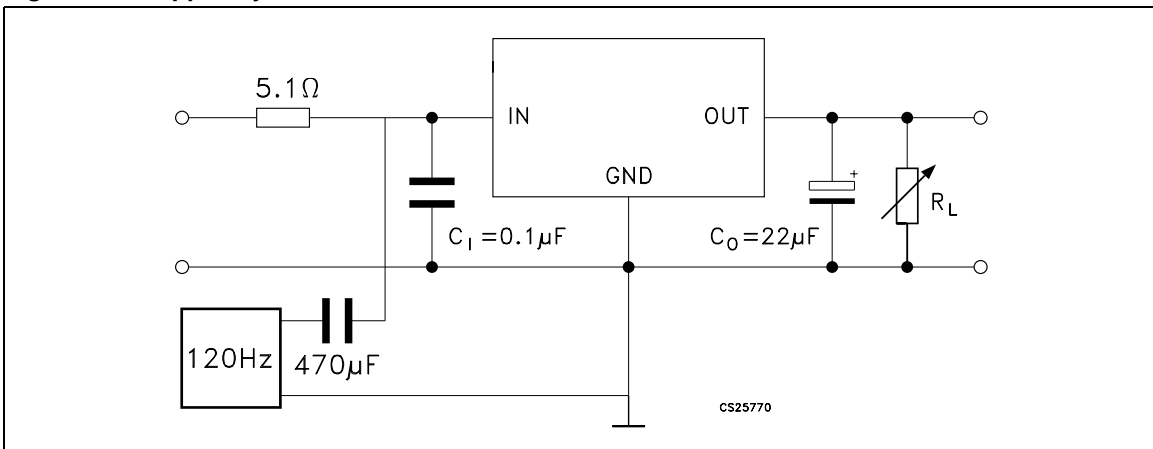 5.1Ω
IN
OUT
GND
R_L
C_I =0.1µF
C_O =22µF
120Hz
470µF
CS25770